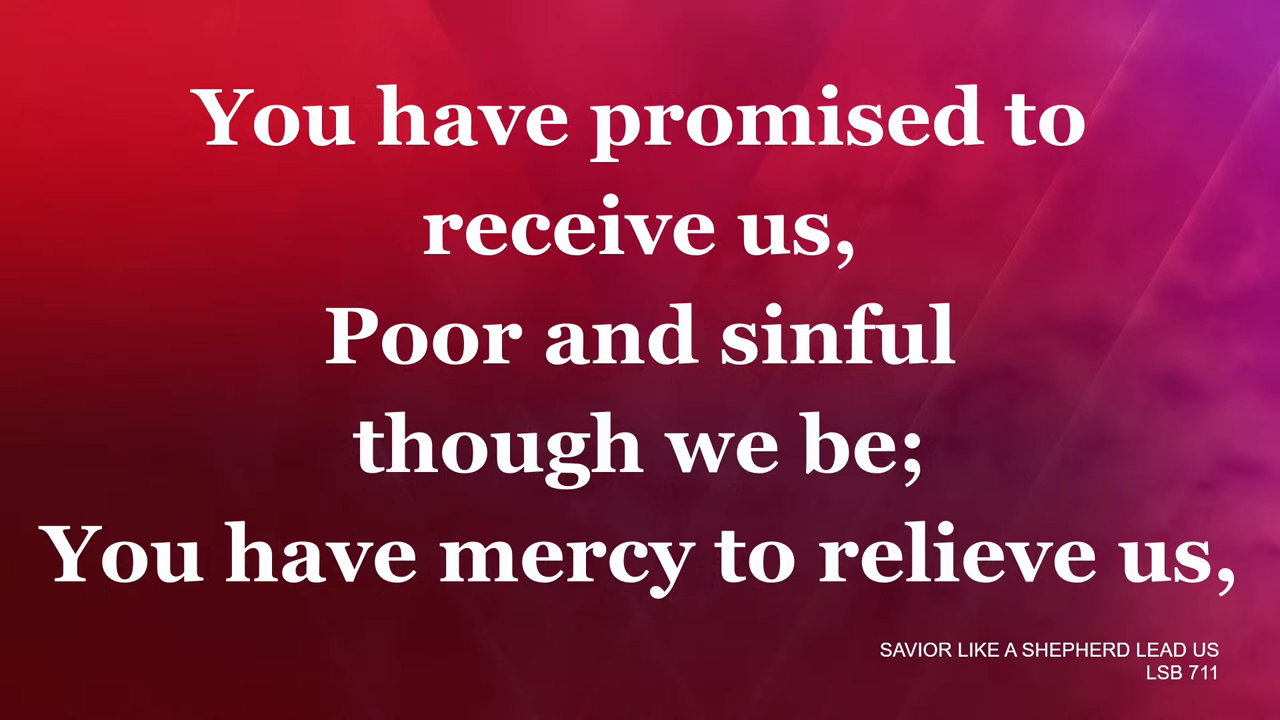 You have promised to
receive us,
Poor and sinful
though we be;
You have mercy to relieve us,
SAVIOR LIKE A SHEPHERD LEAD US
LSB 711